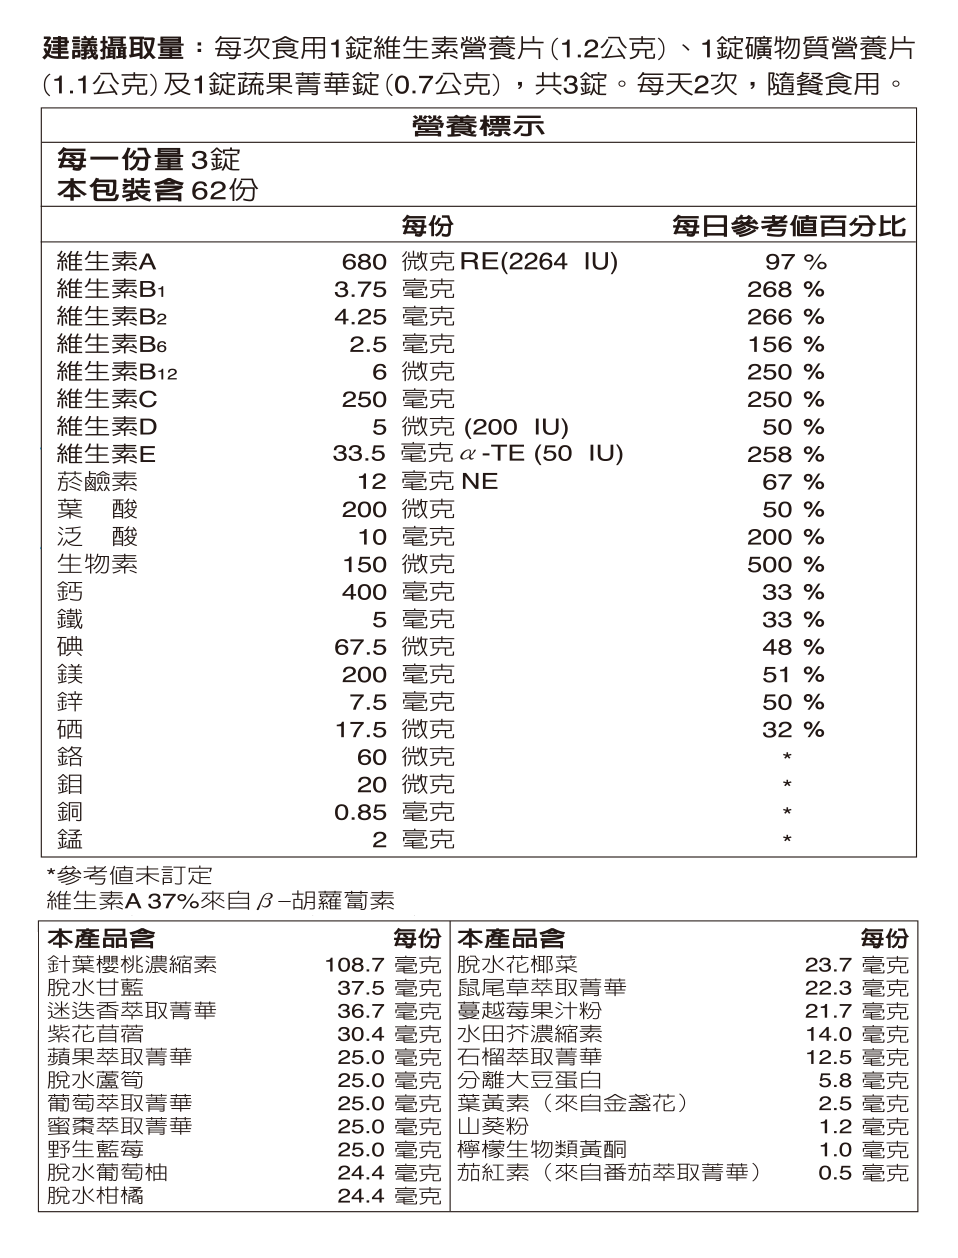 建議攝取量：每次食用1錠維生素營養片(1.2公克)、1錠礦物質營養片
(1.1公克)及1錠蔬果菁華錠(0.7公克)，共3錠。每天2次，隨餐食用。
營養標示
每一份量 3錠
本包裝含 62份
每份 每日參考值百分比
維生素A 680 微克 RE(2264 IU) 97 %
維生素B1 3.75 毫克 268 %
維生素B2 4.25 毫克 266 %
維生素B6 2.5 毫克 156 %
維生素B12 6 微克 250 %
維生素C 250 毫克 250 %
維生素D 5 微克 (200 IU) 50 %
維生素E 33.5 毫克 α-TE (50 IU) 258 %
菸鹼素 12 毫克 NE 67 %
葉 酸 200 微克 50 %
泛 酸 10 毫克 200 %
生物素 150 微克 500 %
鈣 400 毫克 33 %
鐵 5 毫克 33 %
碘 67.5 微克 48 %
鎂 200 毫克 51 %
鋅 7.5 毫克 50 %
硒 17.5 微克 32 %
鉻 60 微克 *
鉬 20 微克 *
銅 0.85 毫克 *
錳 2 毫克 *
*參考值未訂定
維生素A 37%來自β–胡蘿蔔素
本產品含 每份 本產品含 每份
針葉櫻桃濃縮素 108.7 毫克 脫水花椰菜 23.7 毫克
脫水甘藍 37.5 毫克 鼠尾草萃取菁華 22.3 毫克
迷迭香萃取菁華 36.7 毫克 蔓越莓果汁粉 21.7 毫克
紫花苜蓿 30.4 毫克 水田芥濃縮素 14.0 毫克
蘋果萃取菁華 25.0 毫克 石榴萃取菁華 12.5 毫克
脫水蘆筍 25.0 毫克 分離大豆蛋白 5.8 毫克
葡萄萃取菁華 25.0 毫克 葉黃素（來自金盞花） 2.5 毫克
蜜棗萃取菁華 25.0 毫克 山葵粉 1.2 毫克
野生藍莓 25.0 毫克 檸檬生物類黃酮 1.0 毫克
脫水葡萄柚 24.4 毫克 茄紅素（來自番茄萃取菁華） 0.5 毫克
脫水柑橘 24.4 毫克